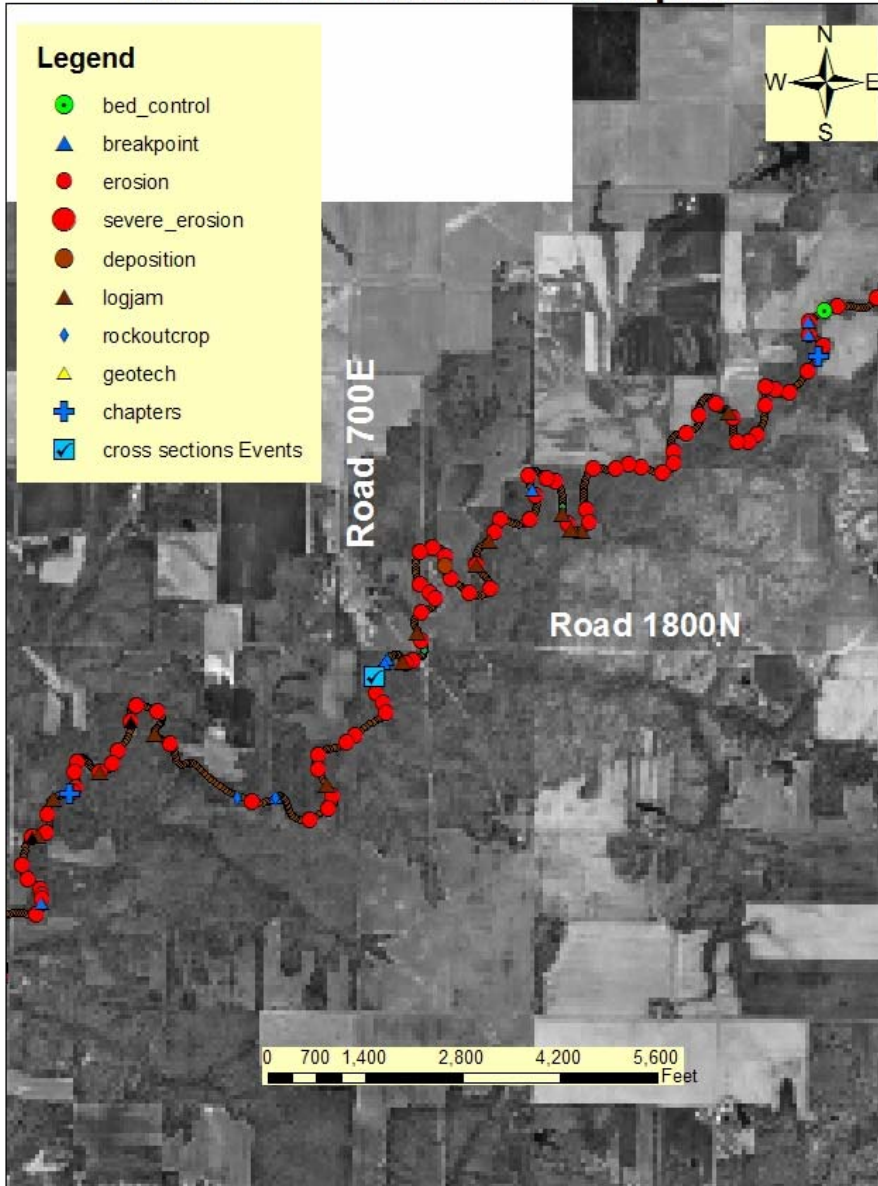 Legend
bed_control
breakpoint
erosion
severe_erosion
deposition
logjam
rockoutcrop
geotech
chapters
cross sections Events
N
W E
S
Road 700E
Road 1800N
0 700 1,400 2,800 4,200 5,600
Feet